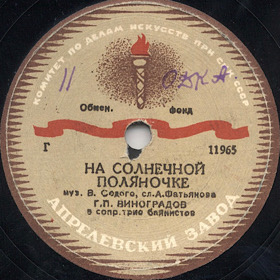 КОМИТЕТ ПО ДЕЛАМ ИСКУССТВ ПРИ СНК СССР
11
Обмен. фонд
Г 11965
НА СОЛНЕЧНОЙ
ПОЛЯНОЧКЕ
муз. В. Седого, сл. А. Фатьянова
Г.П. ВИНОГРАДОВ
в сопр. трио баянистов
АПРЕЛЕВСКИЙ ЗАВОД